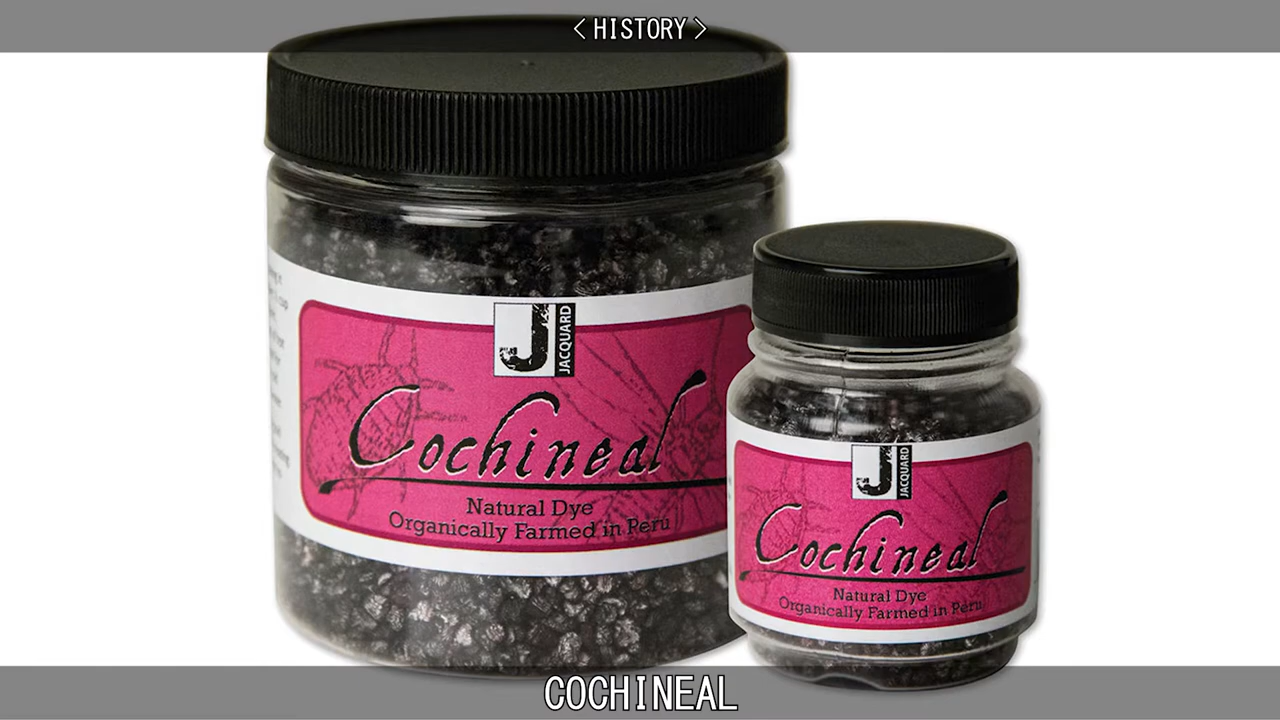 <HISTORY>
J
JACQUARD
Cochineal
Natural Dye
Organically Farmed in Peru
J
JACQUARD
Cochineal
Natural Dye
Organically Farmed in Peru
COCHINEAL